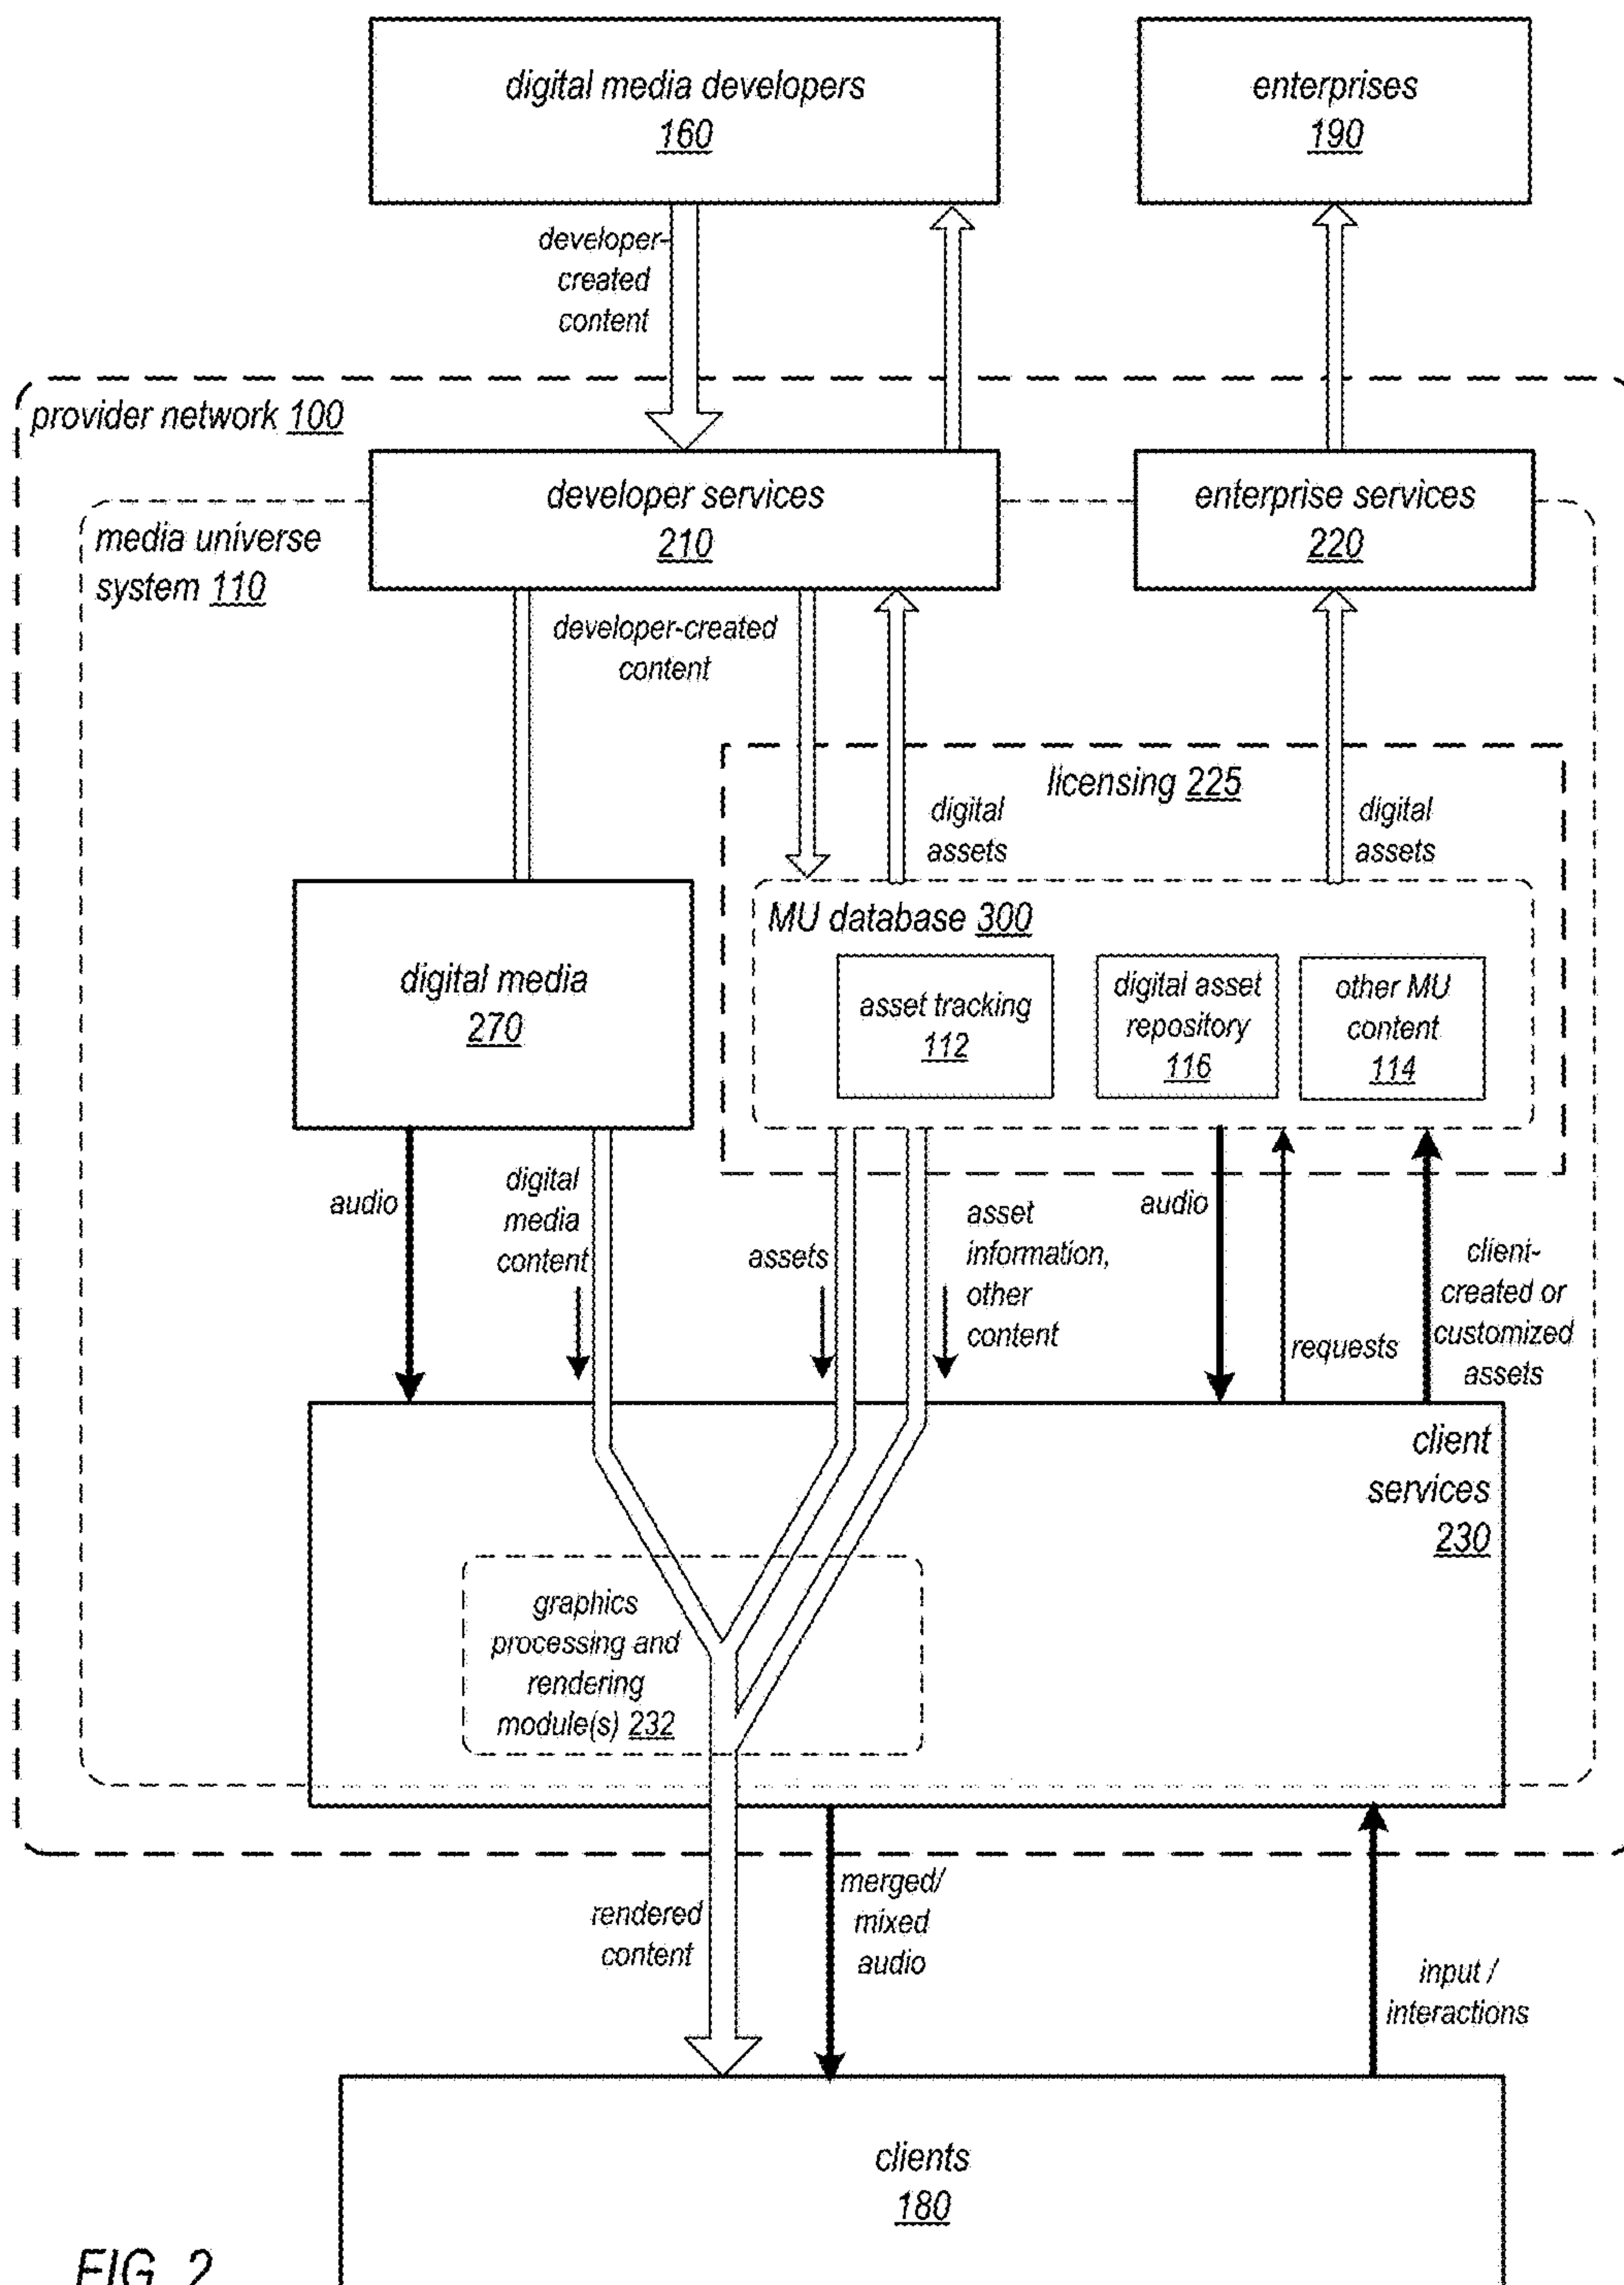 digital media developers
160
enterprises
190
developer-
created
content
provider network 100
developer services
210
enterprise services
220
media universe
system 110
developer-created
content
licensing 225
digital
assets
digital
assets
MU database 300
digital media
270
asset tracking
112
digital asset
repository
116
other MU
content
114
audio
digital
media
content
assets
asset
information,
other
content
audio
requests
client-
created or
customized
assets
client
services
230
graphics
processing and
rendering
module(s) 232
rendered
content
merged/
mixed
audio
input /
interactions
clients
180
FIG. 2